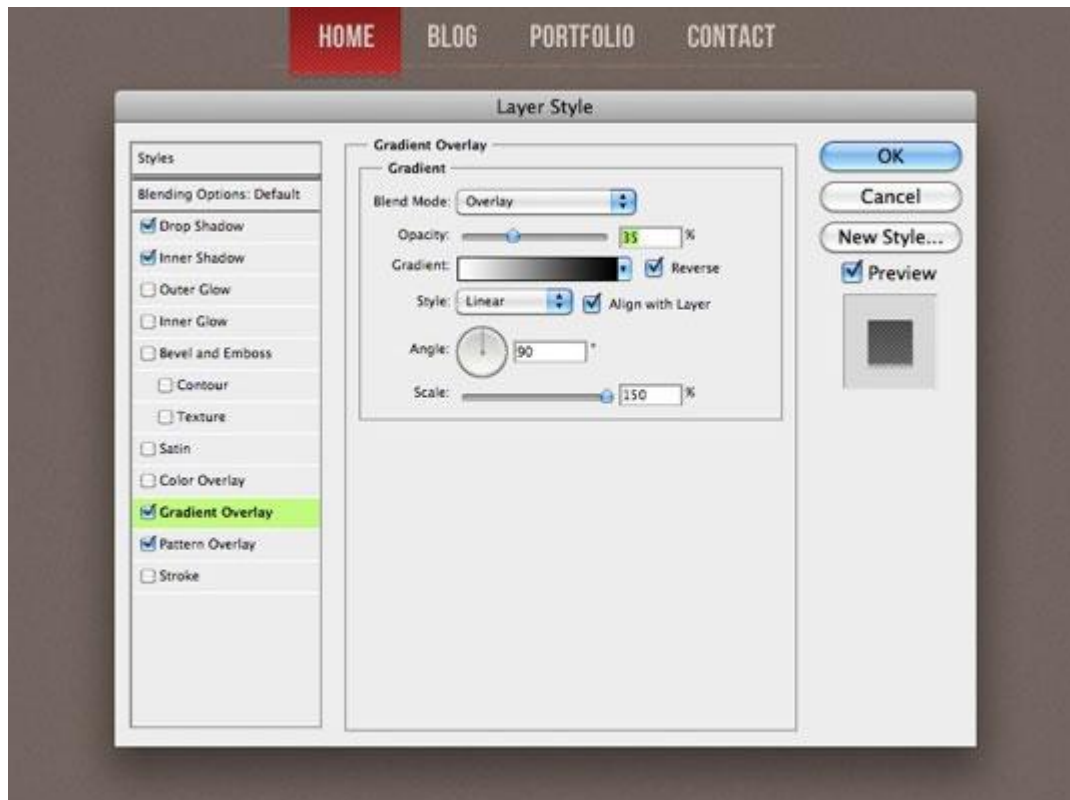 HOME BLOG PORTFOLIO CONTACT
Layer Style
Styles
Blending Options: Default
Drop Shadow
Inner Shadow
Outer Glow
Inner Glow
Bevel and Emboss
Contour
Texture
Satin
Color Overlay
Gradient Overlay
Pattern Overlay
Stroke
Gradient Overlay
Gradient
Blend Mode: Overlay
Opacity: 35 %
Gradient: Reverse
Style: Linear Align with Layer
Angle: 90 °
Scale: 150 %
OK
Cancel
New Style...
Preview